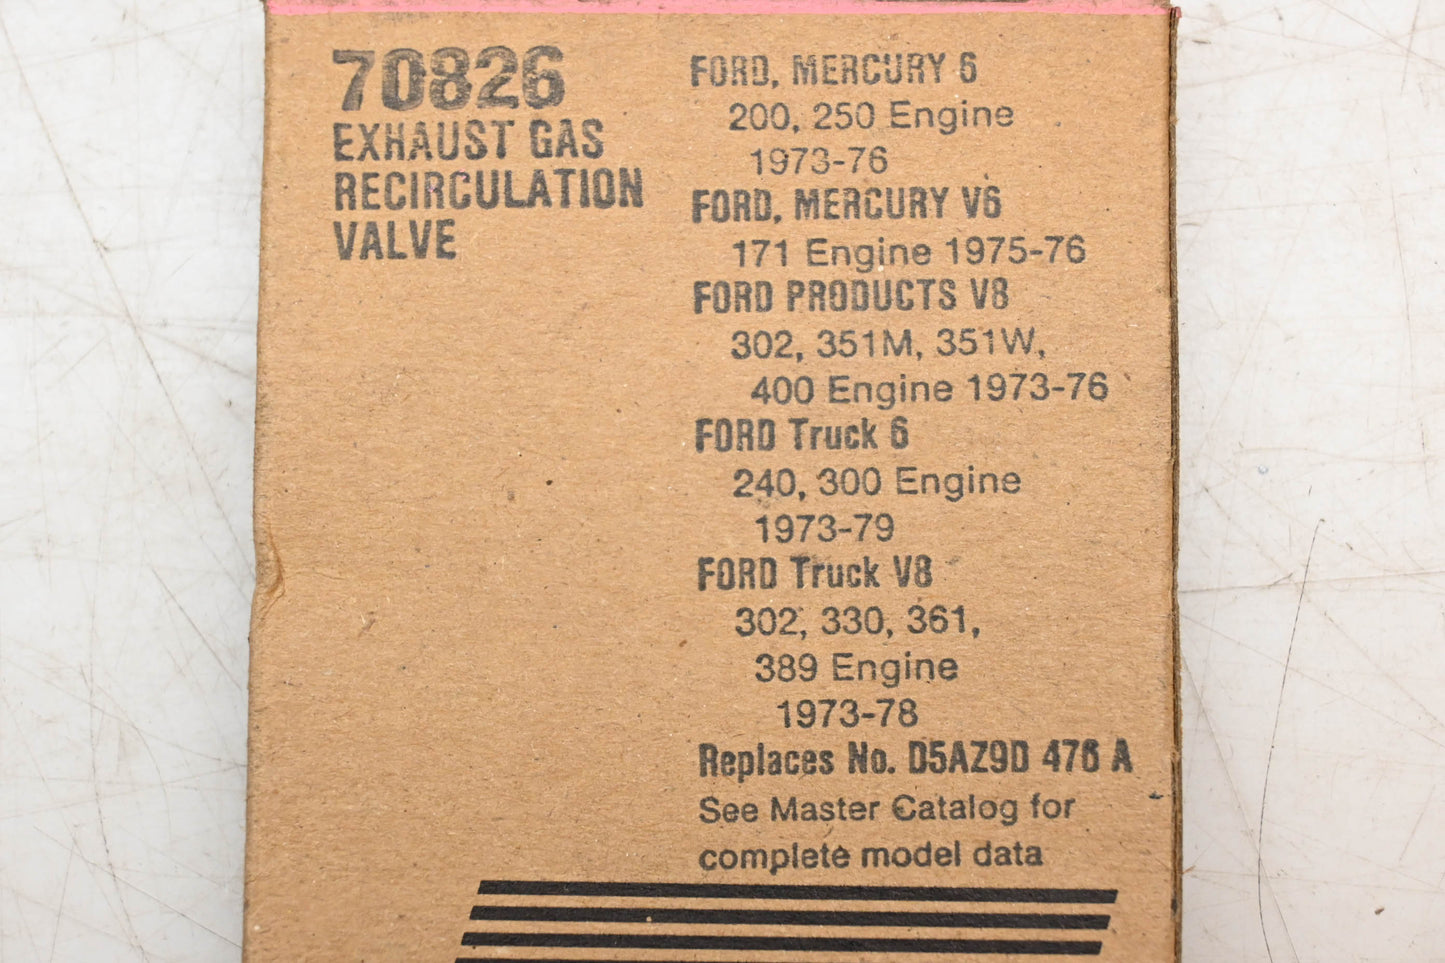 70826
EXHAUST GAS
RECIRCULATION
VALVE
FORD, MERCURY 6
200, 250 Engine
1973-76
FORD, MERCURY V6
171 Engine 1975-76
FORD PRODUCTS V8
302, 351M, 351W,
400 Engine 1973-76
FORD Truck 6
240, 300 Engine
1973-79
FORD Truck V8
302, 330, 361,
389 Engine
1973-78
Replaces No. D5AZ9D 476 A
See Master Catalog for
complete model data